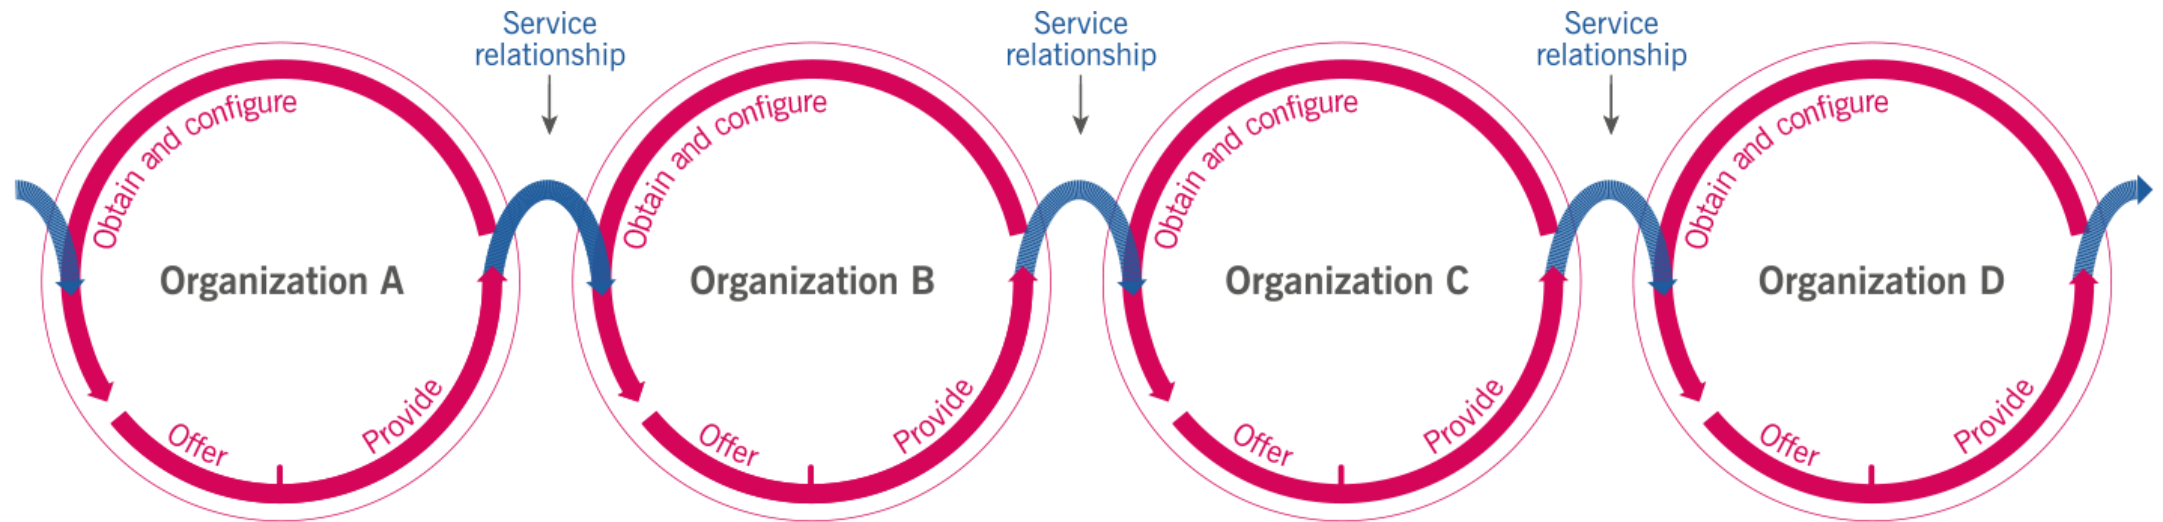 Service
relationship
Service
relationship
Service
relationship
Obtain and configure
Organization A
Offer
Provide
Obtain and configure
Organization B
Offer
Provide
Obtain and configure
Organization C
Offer
Provide
Obtain and configure
Organization D
Offer
Provide